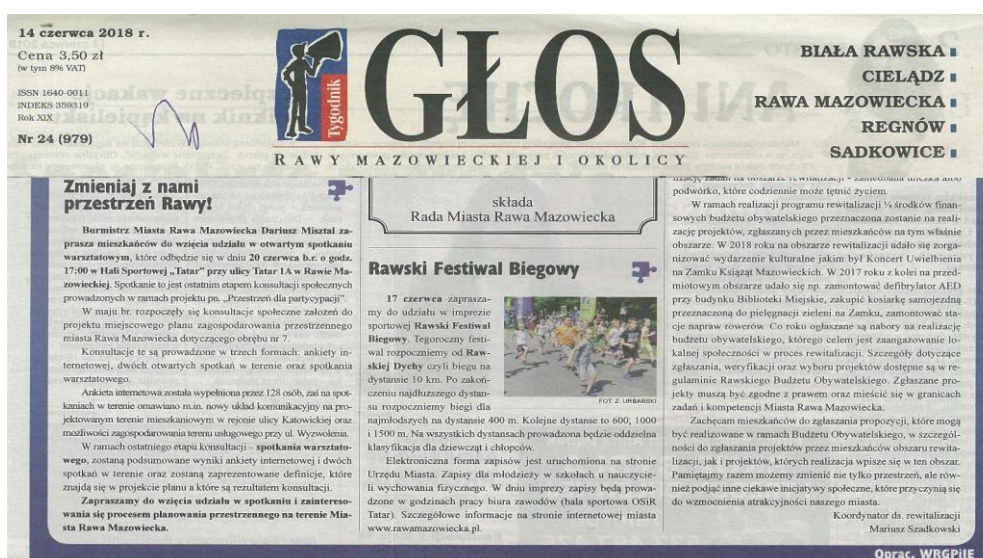 14 czerwca 2018 r.
Cena 3,50 zł
(w tym 8% VAT)
ISSN 1640-0011
INDEKS 359319
Rok XIX
Nr 24 (979)
Tygodnik
GŁOS
RAWY MAZOWIECKIEJ I OKOLICY
BIAŁA RAWSKA
CIELĄDZ
RAWA MAZOWIECKA
REGNÓW
SADKOWICE
Zmieniaj z nami
przestrzeń Rawy!
Burmistrz Miasta Rawa Mazowiecka Dariusz Misztal za-
prasza mieszkańców do wzięcia udziału w otwartym spotkaniu
warsztatowym, które odbędzie się w dniu 20 czerwca b.r. o godz.
17:00 w Hali Sportowej „Tatar” przy ulicy Tatar 1A w Rawie Ma-
zowieckiej. Spotkanie to jest ostatnim etapem konsultacji społecznych
prowadzonych w ramach projektu pn. „Przestrzeń dla partycypacji”.
W maju br. rozpoczęły się konsultacje społeczne założeń do
projektu miejscowego planu zagospodarowania przestrzennego
miasta Rawa Mazowiecka dotyczącego obrębu nr 7.
Konsultacje te są prowadzone w trzech formach: ankiety in-
ternetowej, dwóch otwartych spotkań w terenie oraz spotkania
warsztatowego.
Ankieta internetowa została wypełniona przez 128 osób, zaś na spot-
kaniach w terenie omawiano m.in. nowy układ komunikacyjny na pro-
jektowanym terenie mieszkaniowym w rejonie ulicy Katowickiej oraz
możliwości zagospodarowania terenu usługowego przy ul. Wyzwolenia.
W ramach ostatniego etapu konsultacji – spotkania warsztato-
wego, zostaną podsumowane wyniki ankiety internetowej i dwóch
spotkań w terenie oraz zostaną zaprezentowane definicje, które
znajdą się w projekcie planu a które są rezultatem konsultacji.
Zapraszamy do wzięcia udziału w spotkaniu i zaintereso-
wania się procesem planowania przestrzennego na terenie Mia-
sta Rawa Mazowiecka.
składa
Rada Miasta Rawa Mazowiecka
Rawski Festiwal Biegowy
17 czerwca zaprasza-
my do udziału w imprezie
sportowej Rawski Festiwal
Biegowy. Tegoroczny festi-
wal rozpoczniemy od Raw-
skiej Dychy czyli biegu na
dystansie 10 km. Po zakoń-
czeniu najdłuższego dystan-
su rozpoczniemy biegi dla
FOT Z. URBAŃSKI
najmłodszych na dystansie 400 m. Kolejne dystanse to 600, 1000
i 1500 m. Na wszystkich dystansach prowadzona będzie oddzielna
klasyfikacja dla dziewcząt i chłopców.
Elektroniczna forma zapisów jest uruchomiona na stronie
Urzędu Miasta. Zapisy dla młodzieży w szkołach u nauczycie-
li wychowania fizycznego. W dniu imprezy zapisy będą prowa-
dzone w godzinach pracy biura zawodów (hala sportowa OSiR
Tatar). Szczegółowe informacje na stronie internetowej miasta
www.rawamazowiecka.pl.
lizację zadań na obszarze rewitalizacji - zaniedbana uliczka albo
podwórko, które codziennie może tętnić życiem.
W ramach realizacji programu rewitalizacji ¼ środków finan-
sowych budżetu obywatelskiego przeznaczona zostanie na reali-
zację projektów, zgłaszanych przez mieszkańców na tym właśnie
obszarze. W 2018 roku na obszarze rewitalizacji udało się zorga-
nizować wydarzenie kulturalne jakim był Koncert Uwielbienia
na Zamku Książąt Mazowieckich. W 2017 roku z kolei na przed-
miotowym obszarze udało się np. zamontować defibrylator AED
przy budynku Biblioteki Miejskie, zakupić kosiarkę samojezdną
przeznaczoną do pielęgnacji zieleni na Zamku, zamontować sta-
cje napraw rowerów. Co roku ogłaszane są nabory na realizację
budżetu obywatelskiego, którego celem jest zaangażowanie lo-
kalnej społeczności w proces rewitalizacji. Szczegóły dotyczące
zgłaszania, weryfikacji oraz wyboru projektów dostępne są w re-
gulaminie Rawskiego Budżetu Obywatelskiego. Zgłaszane pro-
jekty muszą być zgodne z prawem oraz mieścić się w granicach
zadań i kompetencji Miasta Rawa Mazowiecka.
Zachęcam mieszkańców do zgłaszania propozycji, które mogą
być realizowane w ramach Budżetu Obywatelskiego, w szczegól-
ności do zgłaszania projektów przez mieszkańców obszaru rewita-
lizacji, jak i projektów, których realizacja wpisze się w ten obszar.
Pamiętajmy razem możemy zmienić nie tylko przestrzeń, ale rów-
nież podjąć inne ciekawe inicjatywy społeczne, które przyczynią się
do wzmocnienia atrakcyjności naszego miasta.
Koordynator ds. rewitalizacji
Mariusz Szadkowski
Oprac. WRGPiIE